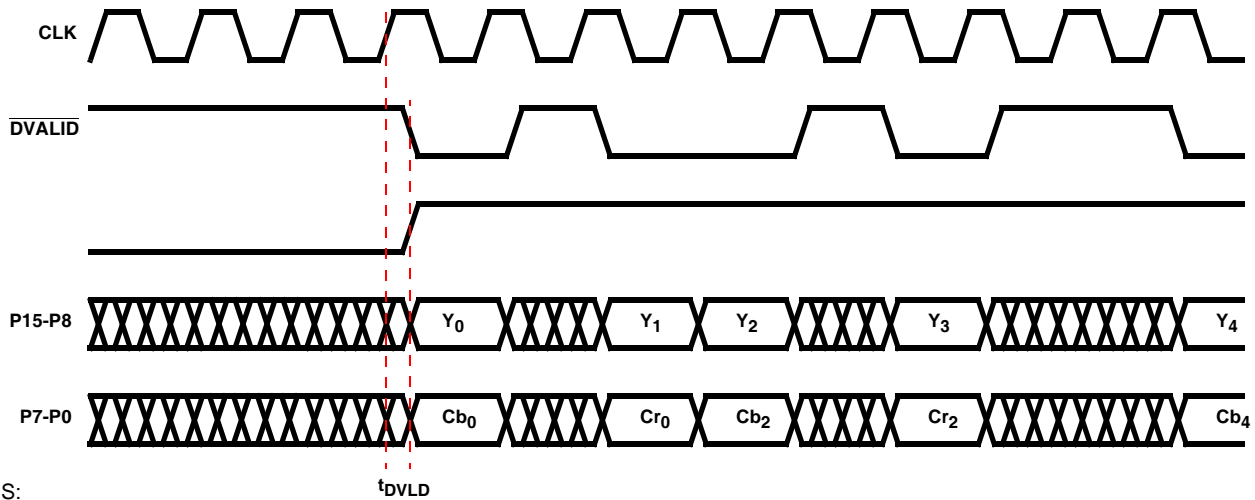 CLK
DVALID
P15-P8 Y0 Y1 Y2 Y3 Y4
P7-P0 Cb0 Cr0 Cb2 Cr2 Cb4
tDVLD
S: